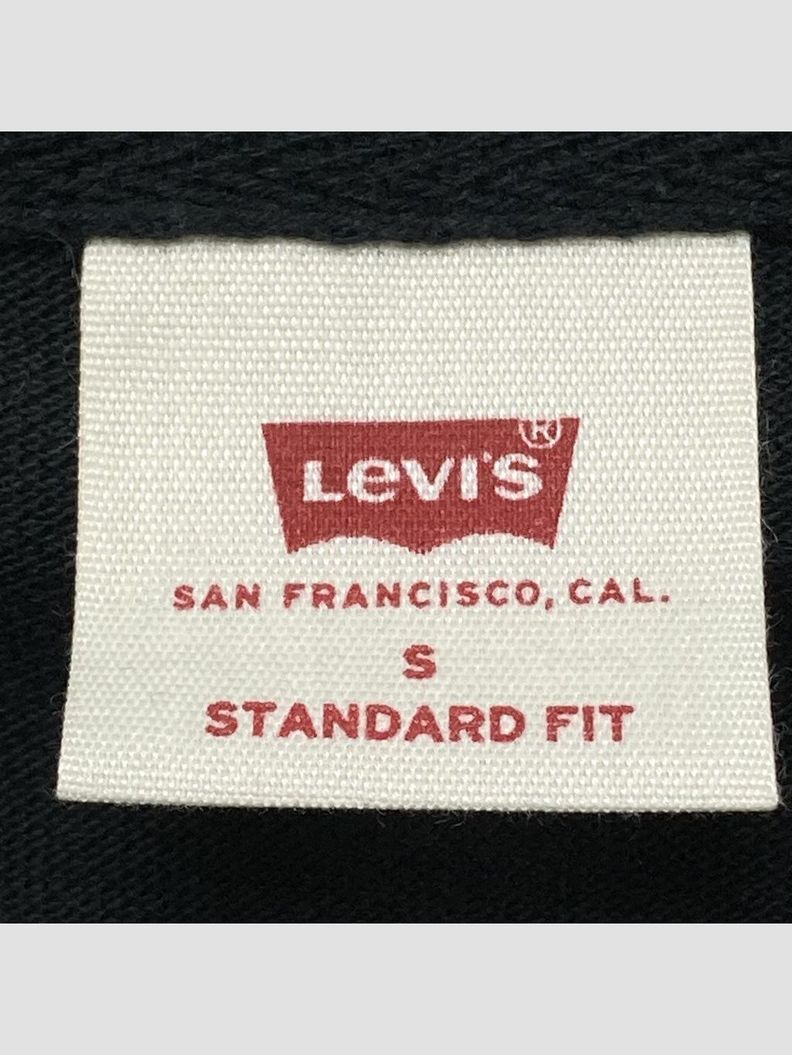 Levi's®
SAN FRANCISCO, CAL.
S
STANDARD FIT